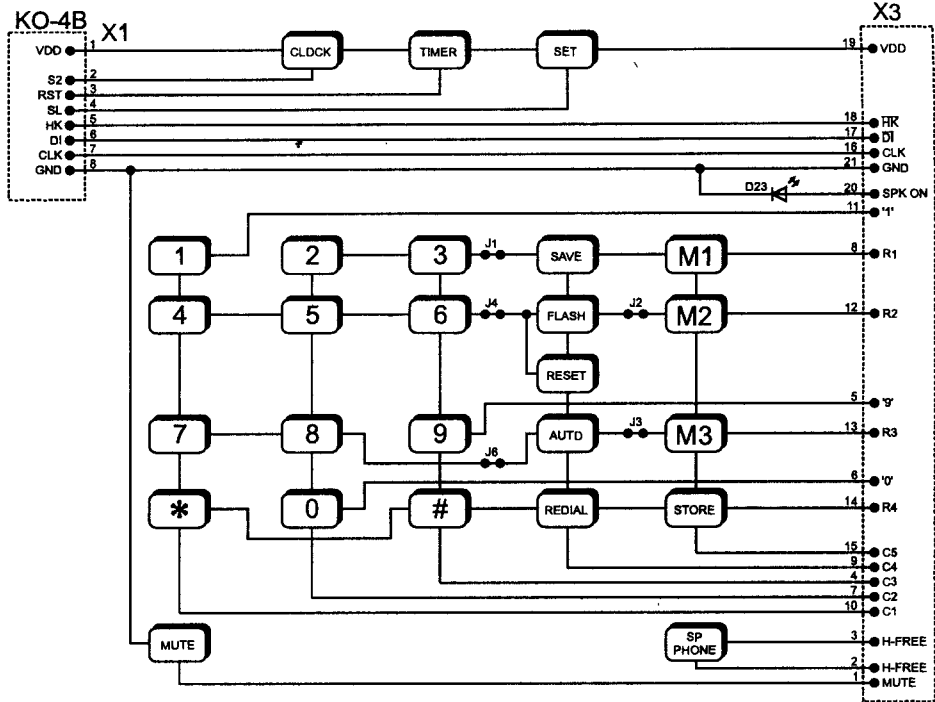 KO-4B
X1
X3
VDD 1
CLOCK
TIMER
SET
19 VDD
S2 2
RST 3
SL 4
HK 5
18 HK
DI 6
17 DI
CLK 7
16 CLK
GND 8
21 GND
D23
20 SPK ON
11 '1'
1
2
3
J1
SAVE
M1
8 R1
4
5
6
J4
FLASH
J2
M2
12 R2
RESET
5 '9'
7
8
9
J6
AUTO
J3
M3
13 R3
6 '0'
*
0
#
REDIAL
STORE
14 R4
15 C5
9 C4
4 C3
7 C2
10 C1
MUTE
SP
PHONE
3 H-FREE
2 H-FREE
1 MUTE